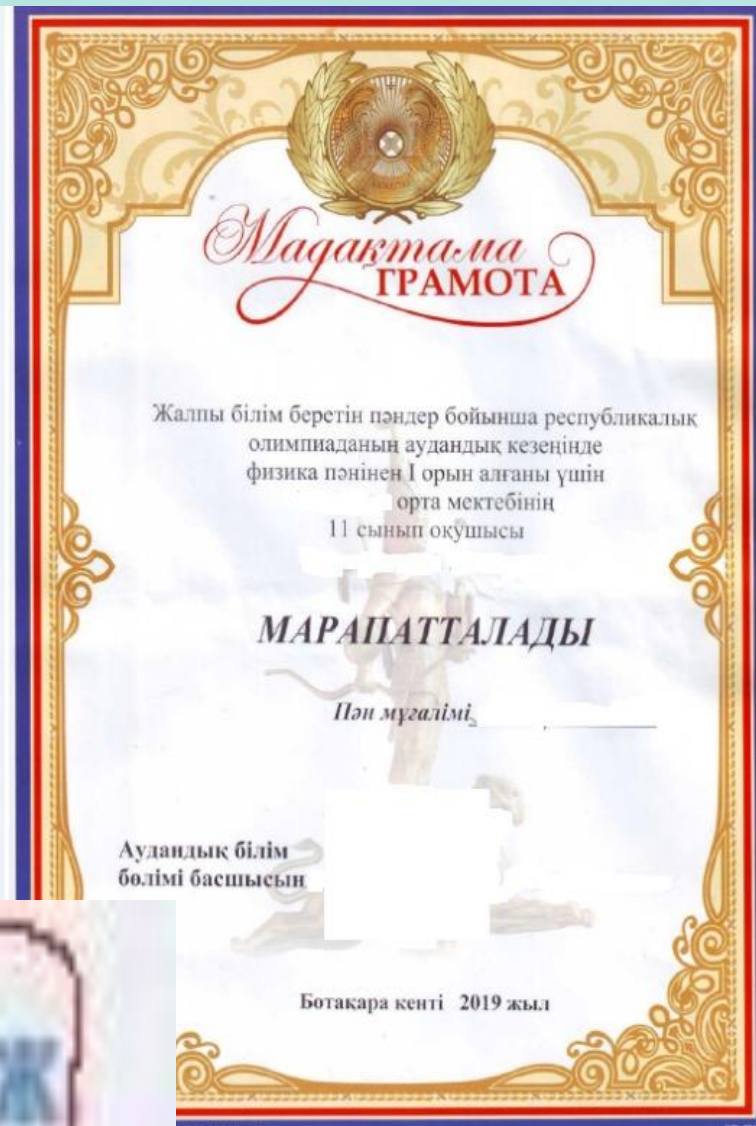 Мадақтама
ГРАМОТА
Жалпы білім беретін пәндер бойынша республикалық
олимпиаданың аудандық кезеңінде
физика пәнінен I орын алғаны үшін
орта мектебінің
11 сынып оқушысы
МАРАПАТТАЛАДЫ
Пән мұғалімі
Аудандық білім
бөлімі басшысын
Ботақара кенті 2019 жыл
Ж